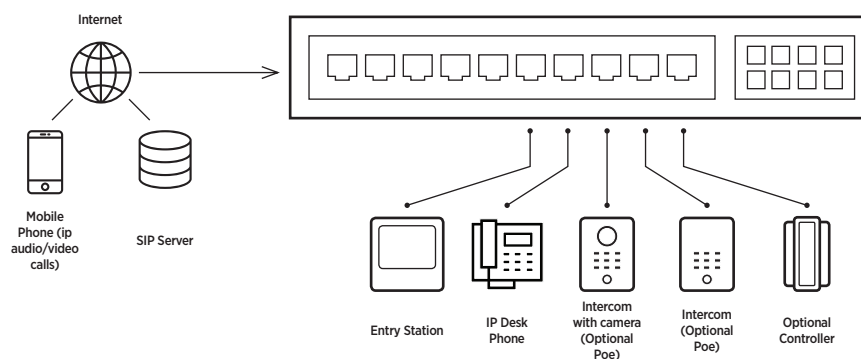 Internet
Mobile
Phone (ip
audio/video
calls)
SIP Server
Entry Station
IP Desk
Phone
Intercom
with camera
(Optional
Poe)
Intercom
(Optional
Poe)
Optional
Controller